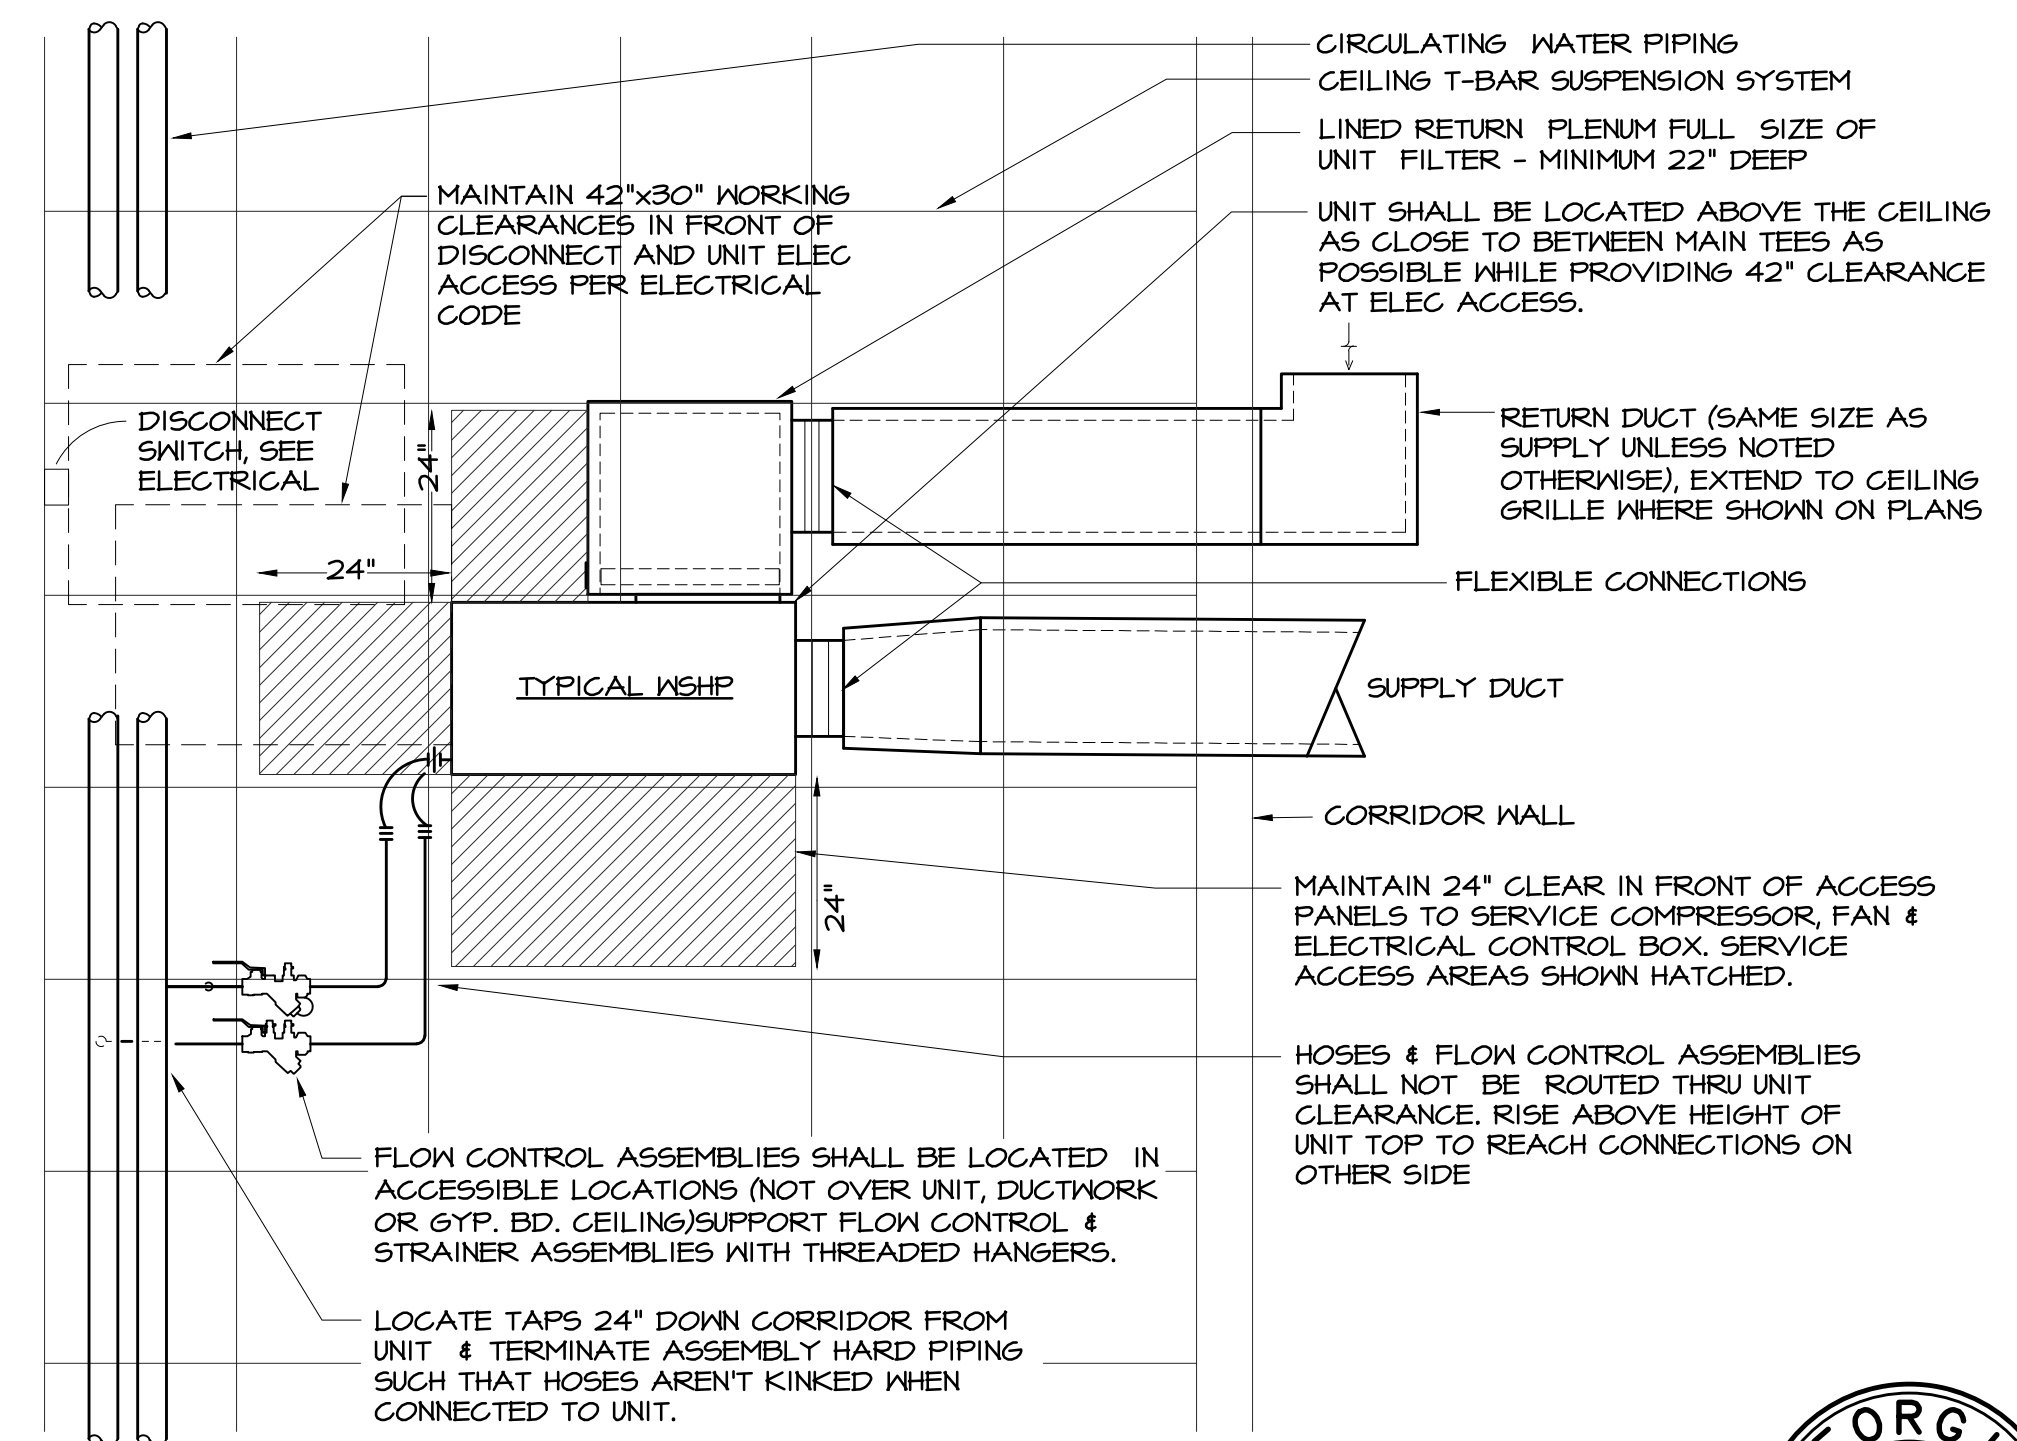 CIRCULATING WATER PIPING
CEILING T-BAR SUSPENSION SYSTEM
LINED RETURN PLENUM FULL SIZE OF
UNIT FILTER - MINIMUM 22" DEEP
MAINTAIN 42"x30" WORKING
CLEARANCES IN FRONT OF
DISCONNECT AND UNIT ELEC
ACCESS PER ELECTRICAL
CODE
UNIT SHALL BE LOCATED ABOVE THE CEILING
AS CLOSE TO BETWEEN MAIN TEES AS
POSSIBLE WHILE PROVIDING 42" CLEARANCE
AT ELEC ACCESS.
DISCONNECT
SWITCH, SEE
ELECTRICAL
24"
24"
RETURN DUCT (SAME SIZE AS
SUPPLY UNLESS NOTED
OTHERWISE), EXTEND TO CEILING
GRILLE WHERE SHOWN ON PLANS
FLEXIBLE CONNECTIONS
TYPICAL WSHP
SUPPLY DUCT
CORRIDOR WALL
24"
MAINTAIN 24" CLEAR IN FRONT OF ACCESS
PANELS TO SERVICE COMPRESSOR, FAN &
ELECTRICAL CONTROL BOX. SERVICE
ACCESS AREAS SHOWN HATCHED.
HOSES & FLOW CONTROL ASSEMBLIES
SHALL NOT BE ROUTED THRU UNIT
CLEARANCE. RISE ABOVE HEIGHT OF
UNIT TOP TO REACH CONNECTIONS ON
OTHER SIDE
FLOW CONTROL ASSEMBLIES SHALL BE LOCATED IN
ACCESSIBLE LOCATIONS (NOT OVER UNIT, DUCTWORK
OR GYP. BD. CEILING)SUPPORT FLOW CONTROL &
STRAINER ASSEMBLIES WITH THREADED HANGERS.
LOCATE TAPS 24" DOWN CORRIDOR FROM
UNIT & TERMINATE ASSEMBLY HARD PIPING
SUCH THAT HOSES AREN'T KINKED WHEN
CONNECTED TO UNIT.